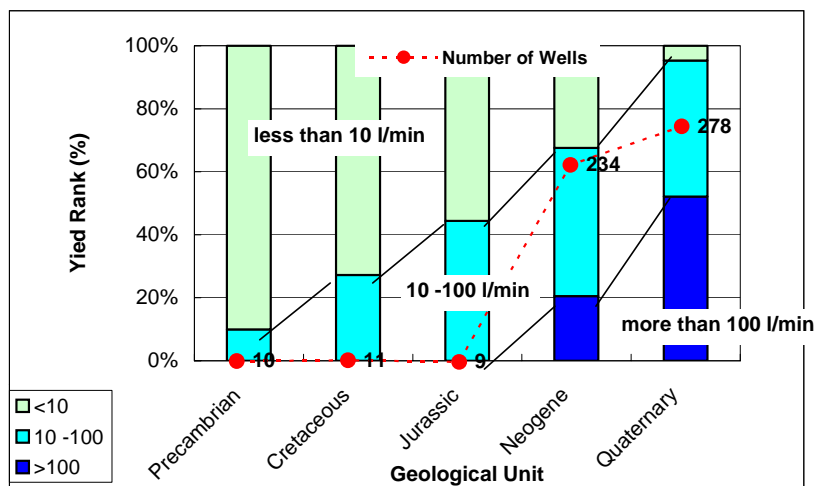 100%
80%
60%
40%
20%
0%
Yied Rank (%)
Number of Wells
less than 10 l/min
10 -100 l/min
more than 100 l/min
10
11
9
234
278
Precambrian
Cretaceous
Jurassic
Neogene
Quaternary
Geological Unit
<10
10 -100
>100